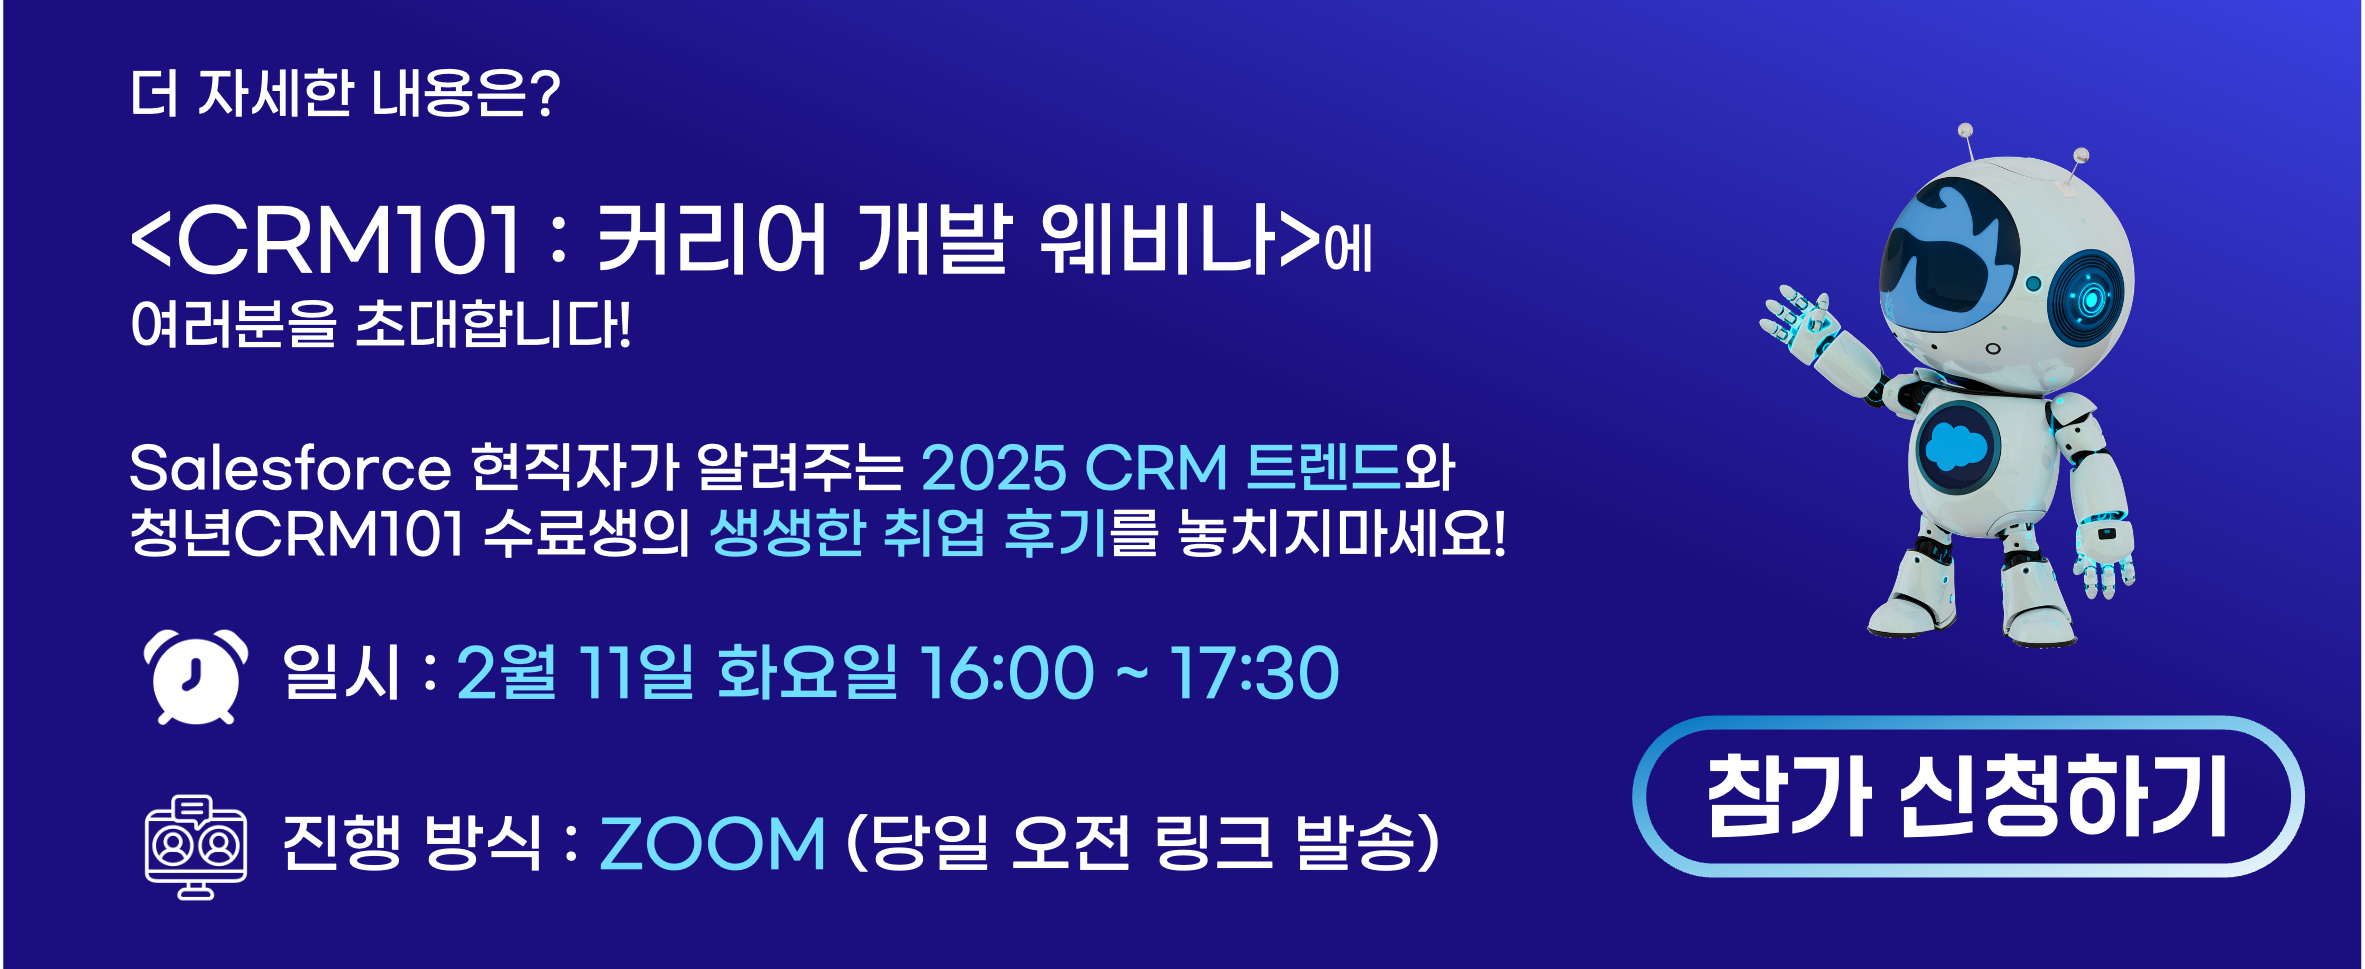 더 자세한 내용은?
<CRM101 : 커리어 개발 웨비나>에
여러분을 초대합니다!
Salesforce 현직자가 알려주는 2025 CRM 트렌드와
청년CRM101 수료생의 생생한 취업 후기를 놓치지마세요!
일시 : 2월 11일 화요일 16:00 ~ 17:30
진행 방식 : ZOOM (당일 오전 링크 발송)
참가 신청하기